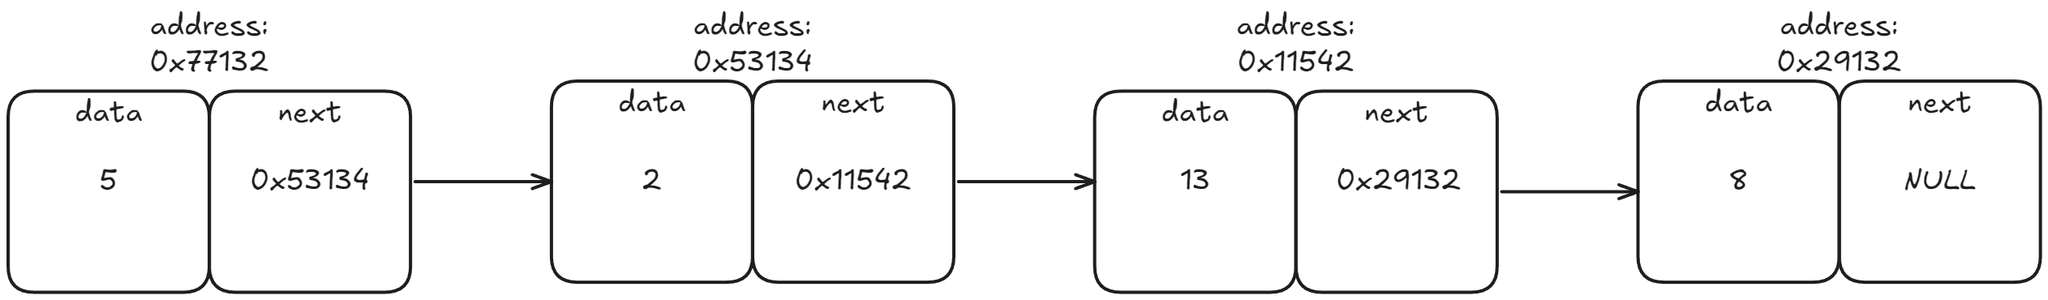 address:
0x77132
data
next
5
0x53134
address:
0x53134
data
next
2
0x11542
address:
0x11542
data
next
13
0x29132
address:
0x29132
data
next
8
NULL